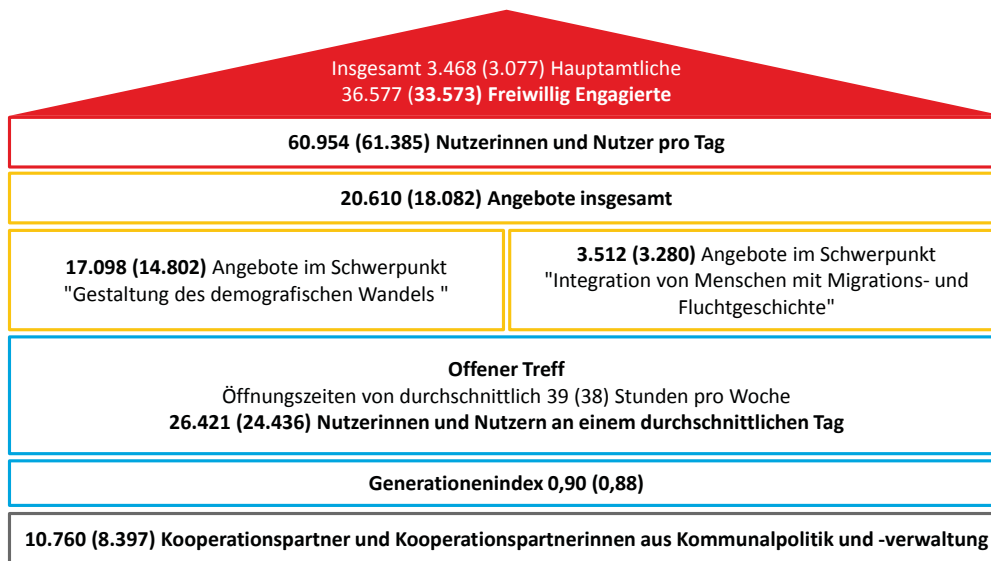 Insgesamt 3.468 (3.077) Hauptamtliche
36.577 (33.573) Freiwillig Engagierte
60.954 (61.385) Nutzerinnen und Nutzer pro Tag
20.610 (18.082) Angebote insgesamt
17.098 (14.802) Angebote im Schwerpunkt
"Gestaltung des demografischen Wandels "
3.512 (3.280) Angebote im Schwerpunkt
"Integration von Menschen mit Migrations- und
Fluchtgeschichte"
Offener Treff
Öffnungszeiten von durchschnittlich 39 (38) Stunden pro Woche
26.421 (24.436) Nutzerinnen und Nutzern an einem durchschnittlichen Tag
Generationenindex 0,90 (0,88)
10.760 (8.397) Kooperationspartner und Kooperationspartnerinnen aus Kommunalpolitik und -verwaltung